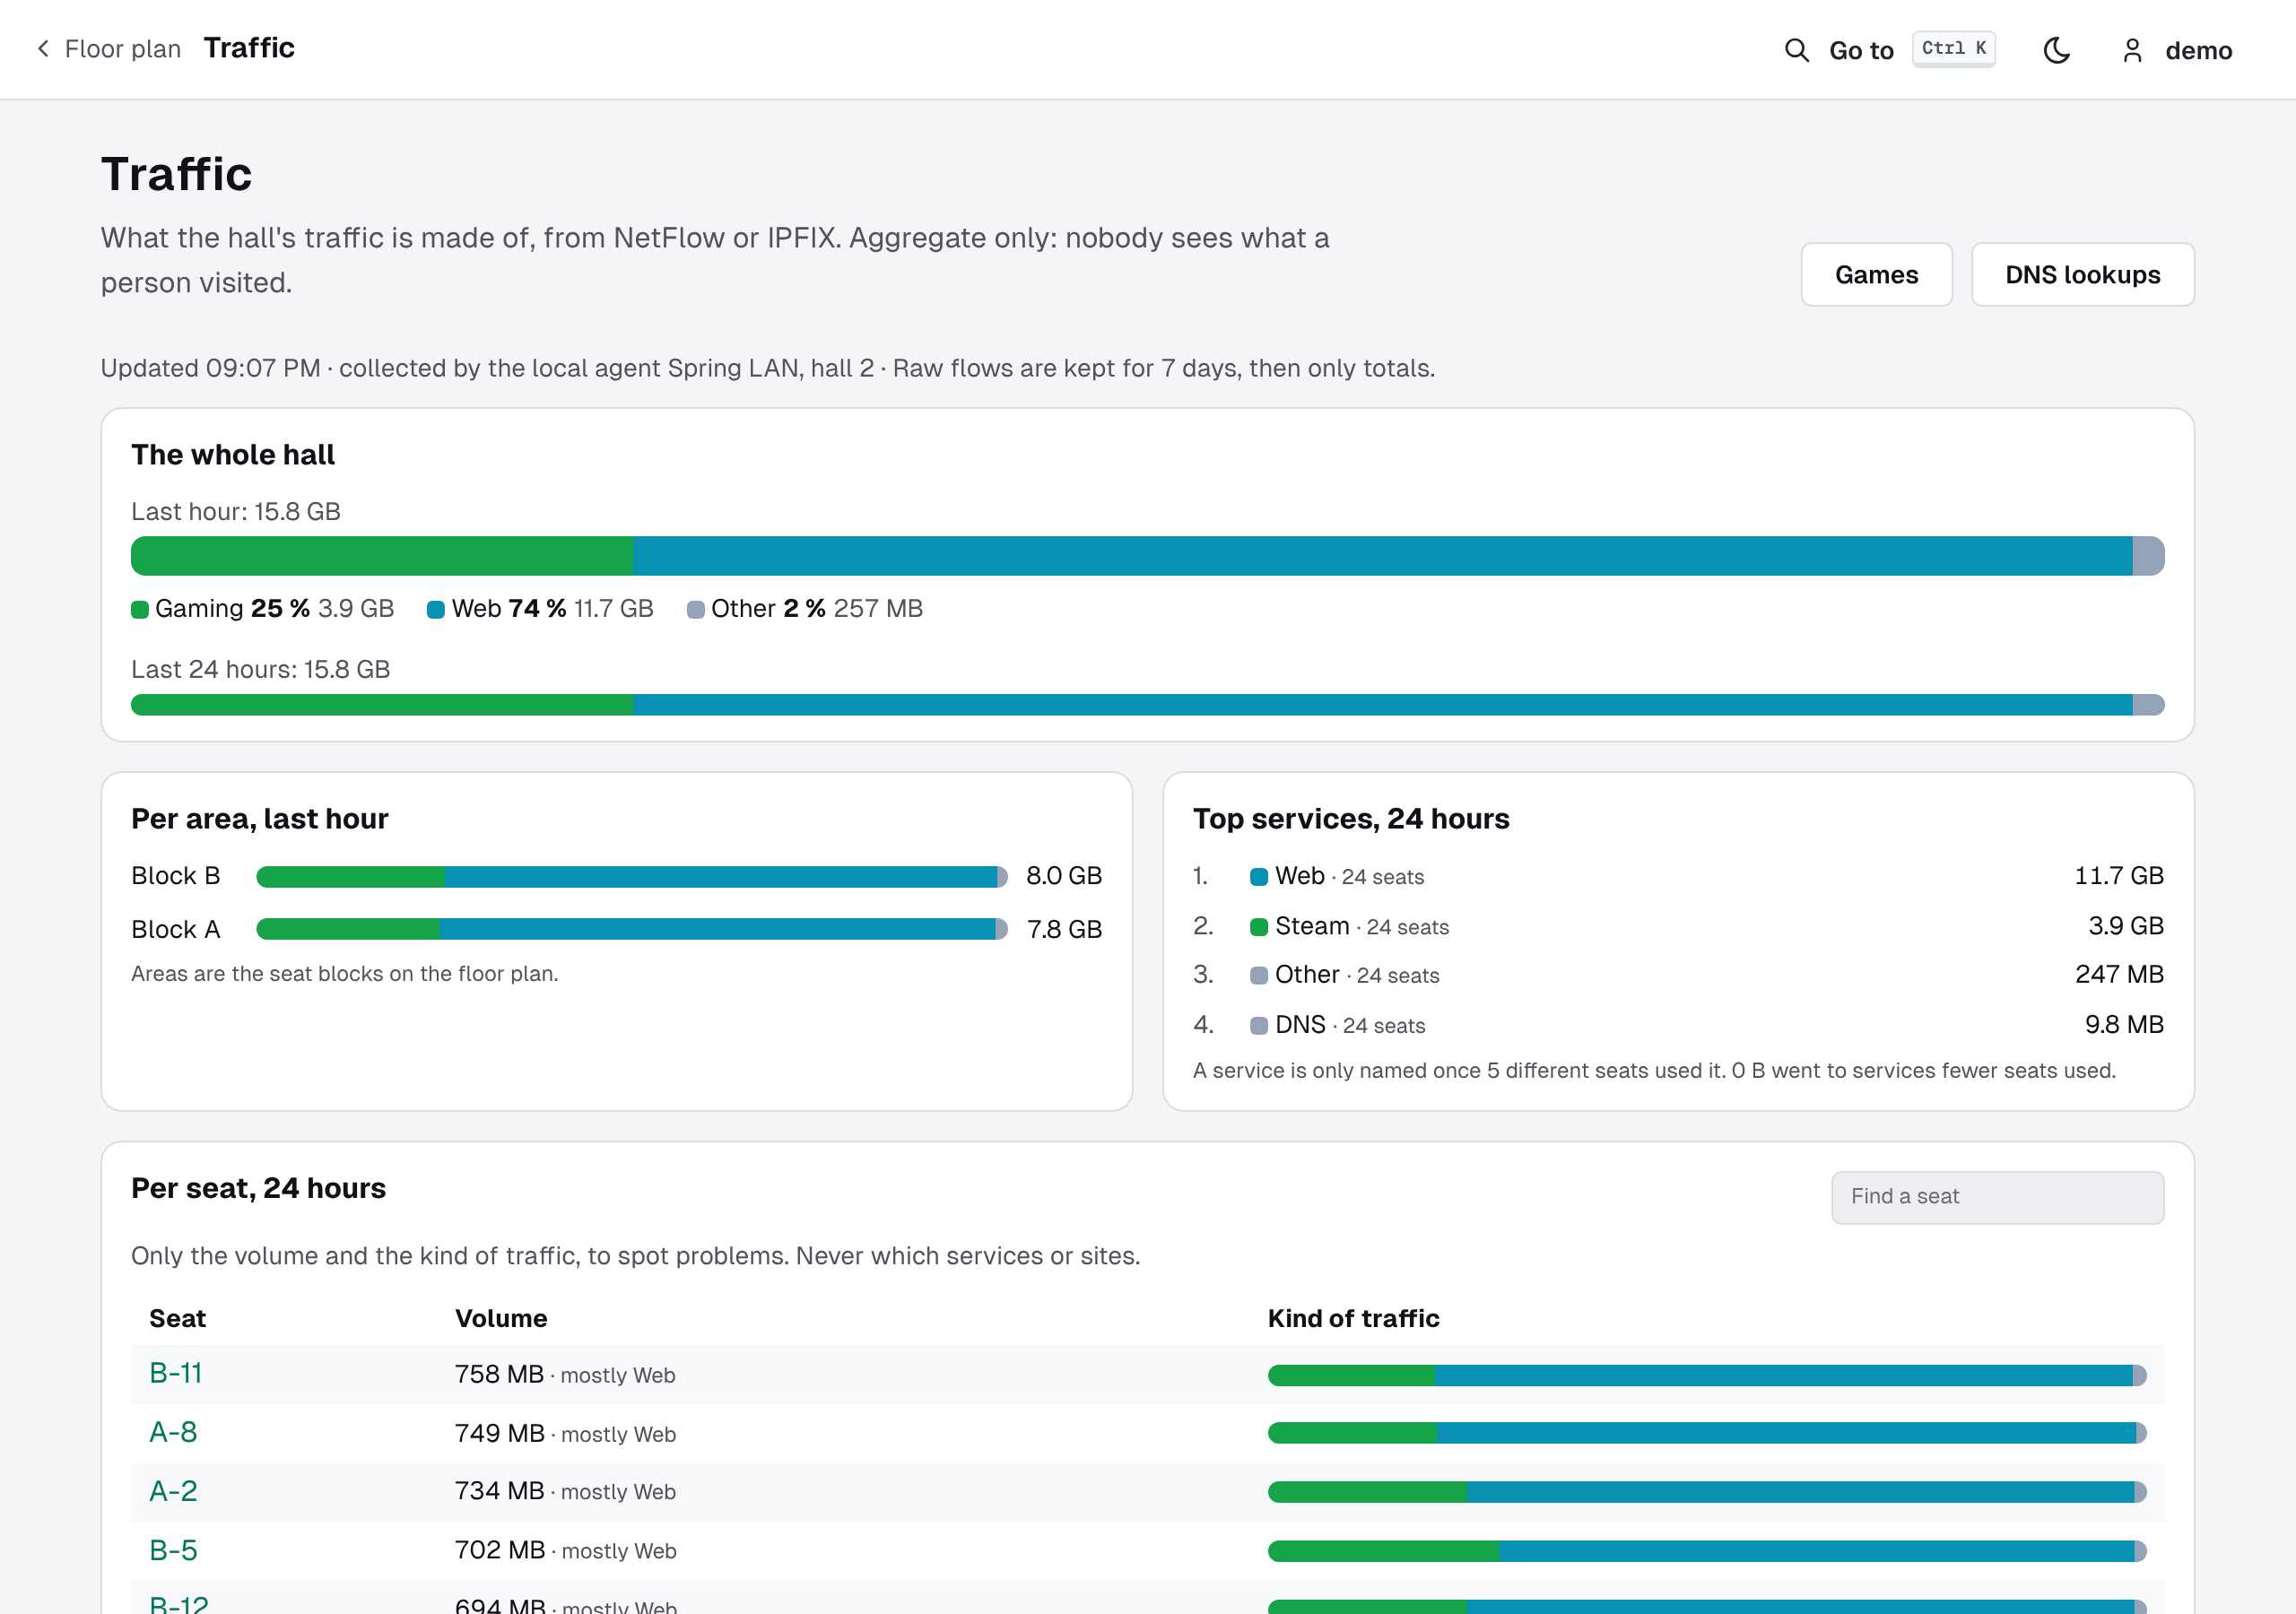 Floor plan Traffic Go to Ctrl K demo
Traffic
What the hall's traffic is made of, from NetFlow or IPFIX. Aggregate only: nobody sees what a
person visited.
Games DNS lookups
Updated 09:07 PM · collected by the local agent Spring LAN, hall 2 · Raw flows are kept for 7 days, then only totals.
The whole hall
Last hour: 15.8 GB
Gaming 25 % 3.9 GB Web 74 % 11.7 GB Other 2 % 257 MB
Last 24 hours: 15.8 GB
Per area, last hour
Block B 8.0 GB
Block A 7.8 GB
Areas are the seat blocks on the floor plan.
Top services, 24 hours
1. Web · 24 seats 11.7 GB
2. Steam · 24 seats 3.9 GB
3. Other · 24 seats 247 MB
4. DNS · 24 seats 9.8 MB
A service is only named once 5 different seats used it. 0 B went to services fewer seats used.
Per seat, 24 hours
Find a seat
Only the volume and the kind of traffic, to spot problems. Never which services or sites.
Seat Volume Kind of traffic
B-11 758 MB · mostly Web
A-8 749 MB · mostly Web
A-2 734 MB · mostly Web
B-5 702 MB · mostly Web
B-12 694 MB · mostly Web